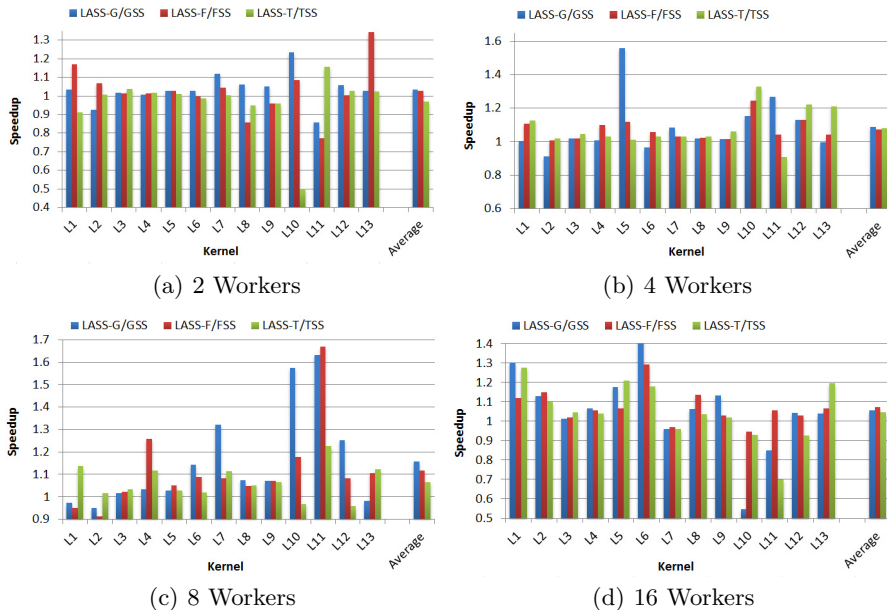 LASS-G/GSS LASS-F/FSS LASS-T/TSS
1.3
1.2
1.1
1
0.9
0.8
0.7
0.6
0.5
0.4
Speedup
L1 L2 L3 L4 L5 L6 L7 L8 L9 L10 L11 L12 L13 Average
Kernel
(a) 2 Workers
LASS-G/GSS LASS-F/FSS LASS-T/TSS
1.6
1.4
1.2
1
0.8
0.6
Speedup
L1 L2 L3 L4 L5 L6 L7 L8 L9 L10 L11 L12 L13 Average
Kernel
(b) 4 Workers
LASS-G/GSS LASS-F/FSS LASS-T/TSS
1.7
1.6
1.5
1.4
1.3
1.2
1.1
1
0.9
Speedup
L1 L2 L3 L4 L5 L6 L7 L8 L9 L10 L11 L12 L13 Average
Kernel
(c) 8 Workers
LASS-G/GSS LASS-F/FSS LASS-T/TSS
1.4
1.3
1.2
1.1
1
0.9
0.8
0.7
0.6
0.5
Speedup
L1 L2 L3 L4 L5 L6 L7 L8 L9 L10 L11 L12 L13 Average
Kernel
(d) 16 Workers